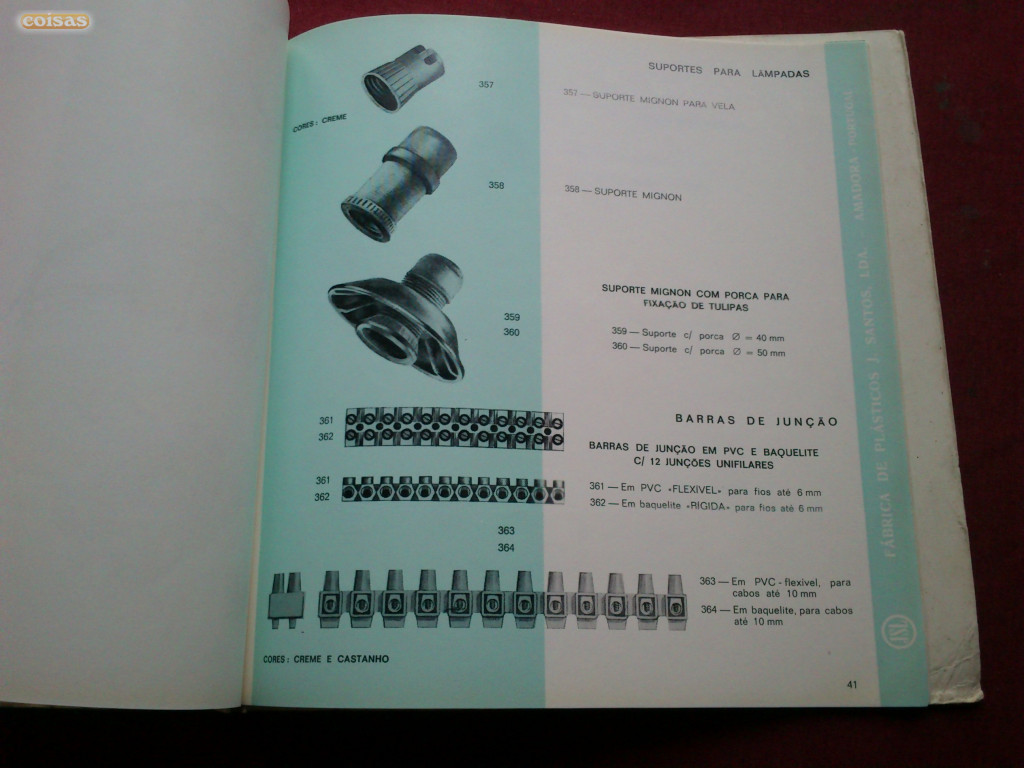 coisas
SUPORTES PARA LÂMPADAS
357
357 — SUPORTE MIGNON PARA VELA
CORES : CREME
358
358 — SUPORTE MIGNON
SUPORTE MIGNON COM PORCA PARA
FIXAÇÃO DE TULIPAS
359
360
359 — Suporte c/ porca Ø = 40 mm
360 — Suporte c/ porca Ø = 50 mm
BARRAS DE JUNÇÃO
361
362
BARRAS DE JUNÇÃO EM PVC E BAQUELITE
C/ 12 JUNÇÕES UNIFILARES
361
362
361 — Em PVC «FLEXIVEL» para fios até 6 mm
362 — Em baquelite «RIGIDA» para fios até 6 mm
363
364
363 — Em PVC - flexível, para
cabos até 10 mm
364 — Em baquelite, para cabos
até 10 mm
CORES : CREME E CASTANHO
41
FÁBRICA DE PLÁSTICOS J. SANTOS, LDA. AMADORA - PORTUGAL
JSL